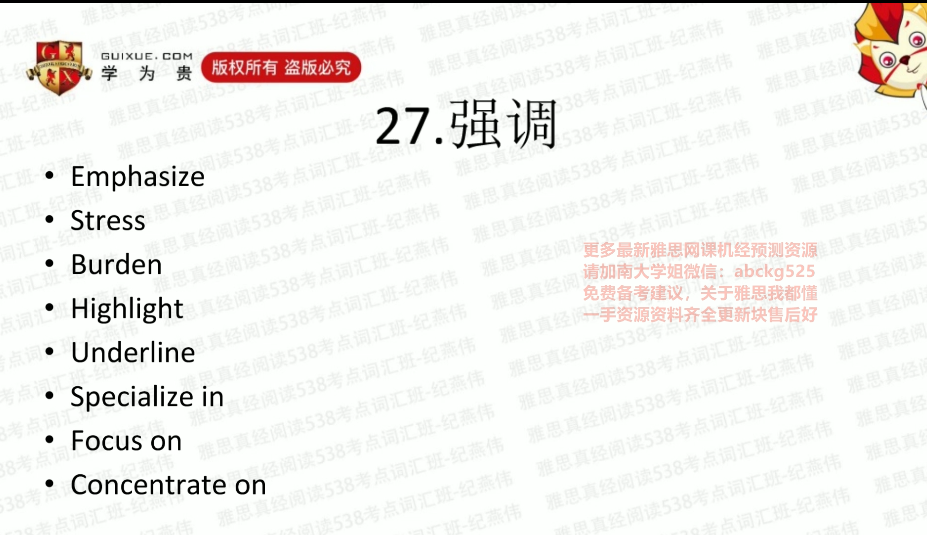 GUIXUE.COM
学为贵
版权所有 盗版必究
27.强调
• Emphasize
• Stress
• Burden
• Highlight
• Underline
• Specialize in
• Focus on
• Concentrate on
更多最新雅思网课机经预测资源
请加南大学姐微信：abckg525
免费备考建议，关于雅思我都懂
一手资源资料齐全更新块售后好
雅思真经阅读538考点词汇班-纪燕伟